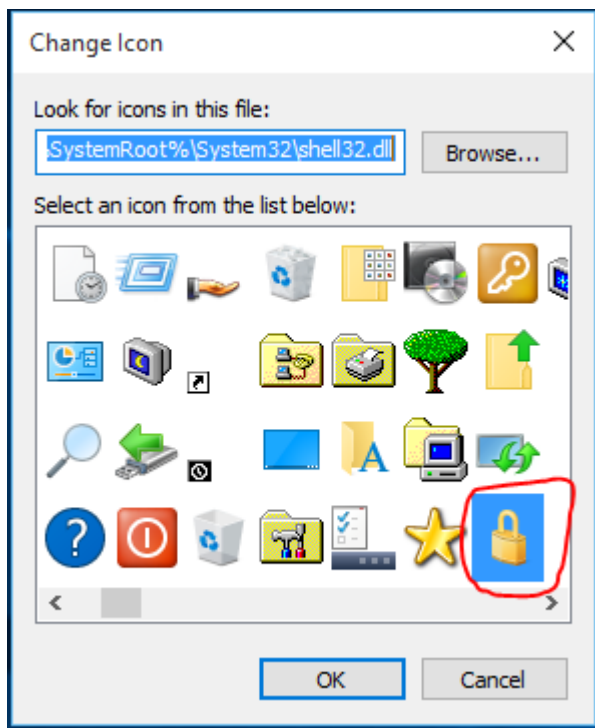 Change Icon
Look for icons in this file:
SystemRoot%\System32\shell32.dll
Browse...
Select an icon from the list below:
OK
Cancel